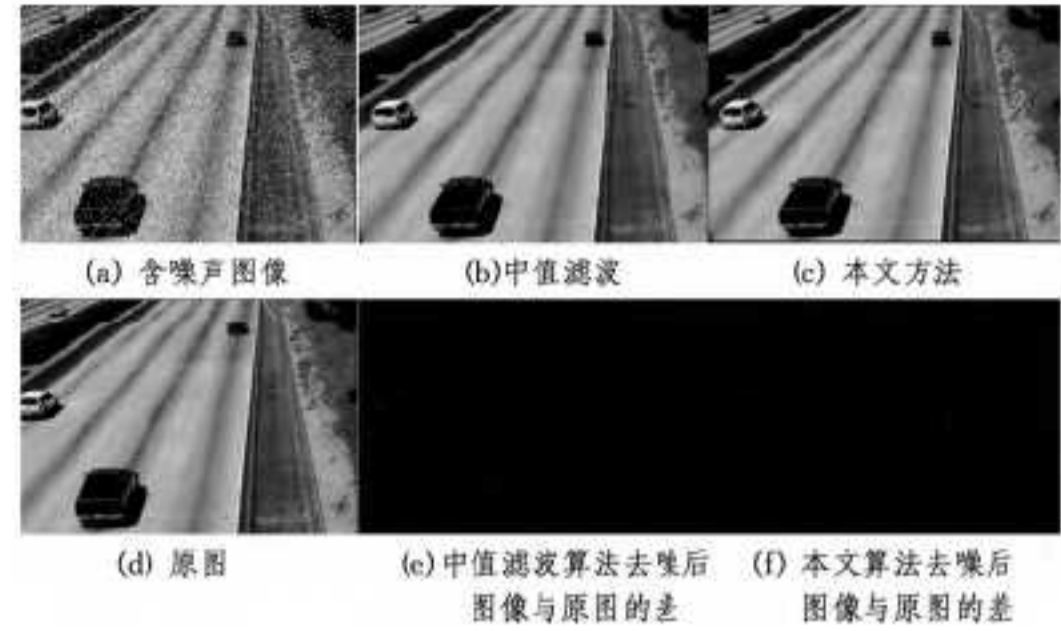 (a) 含噪声图像
(b)中值滤波
(c) 本文方法
(d) 原图
(e)中值滤波算法去噪后
图像与原图的差
(f) 本文算法去噪后
图像与原图的差